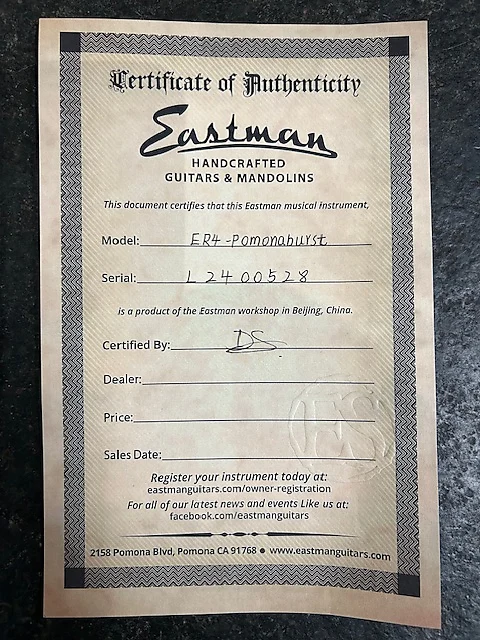 Certificate of Authenticity
Eastman
HANDCRAFTED
GUITARS & MANDOLINS
This document certifies that this Eastman musical instrument,
Model: ER4-Pomonaburst
Serial: L2400528
is a product of the Eastman workshop in Beijing, China.
Certified By: DS
Dealer:
Price:
Sales Date:
ES
Register your instrument today at:
eastmanguitars.com/owner-registration
For all of our latest news and events Like us at:
facebook.com/eastmanguitars
2158 Pomona Blvd, Pomona CA 91768 ● www.eastmanguitars.com